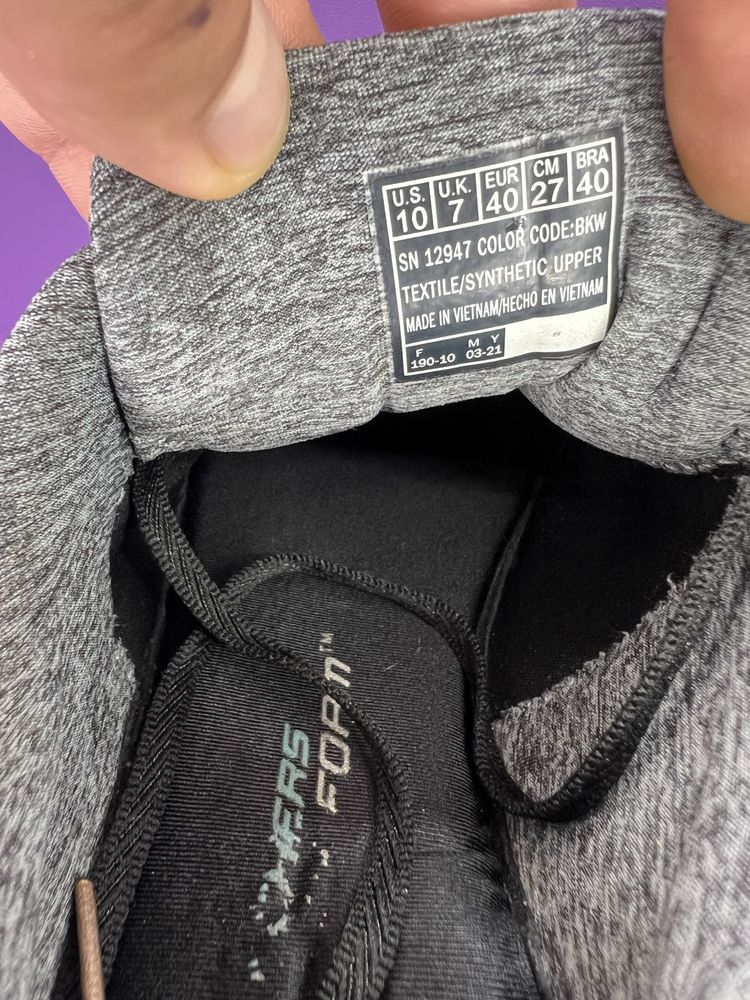 U.S. U.K. EUR CM BRA
10 7 40 27 40
SN 12947 COLOR CODE:BKW
TEXTILE/SYNTHETIC UPPER
MADE IN VIETNAM/HECHO EN VIETNAM
F M Y
190-10 03-21
FOAM™